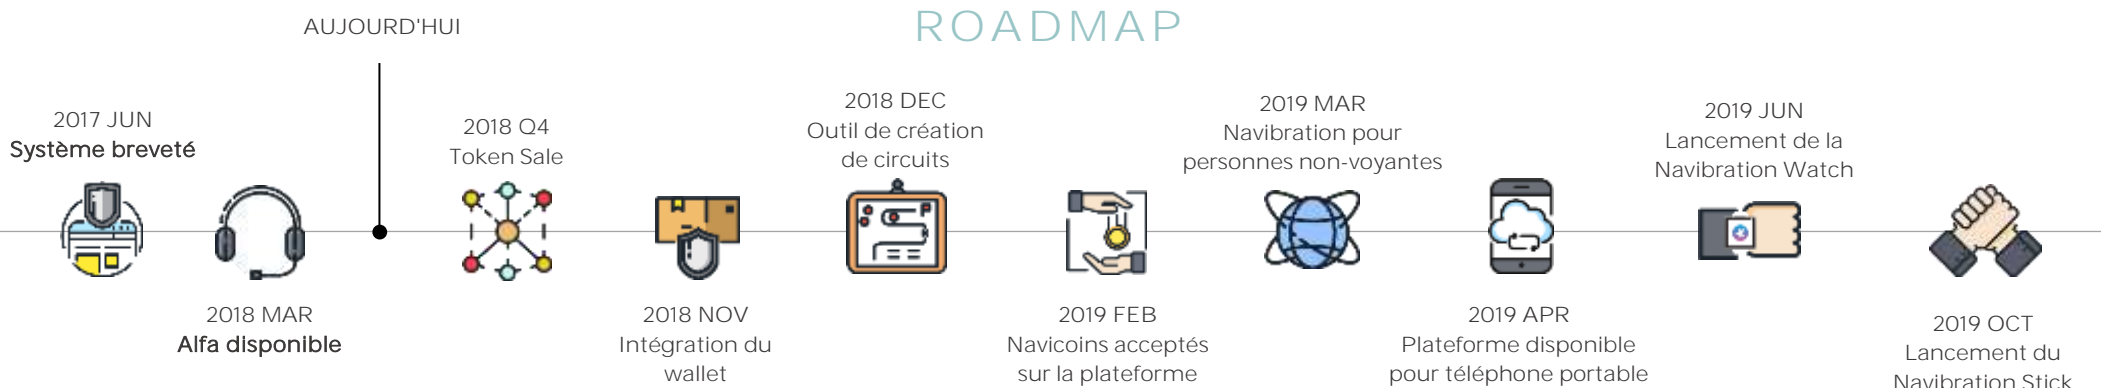 ROADMAP
AUJOURD'HUI
2017 JUN
Système breveté
2018 MAR
Alfa disponible
2018 Q4
Token Sale
2018 NOV
Intégration du
wallet
2018 DEC
Outil de création
de circuits
2019 FEB
Navicoins acceptés
sur la plateforme
2019 MAR
Navibration pour
personnes non-voyantes
2019 APR
Plateforme disponible
pour téléphone portable
2019 JUN
Lancement de la
Navibration Watch
2019 OCT
Lancement du
Navibration Stick